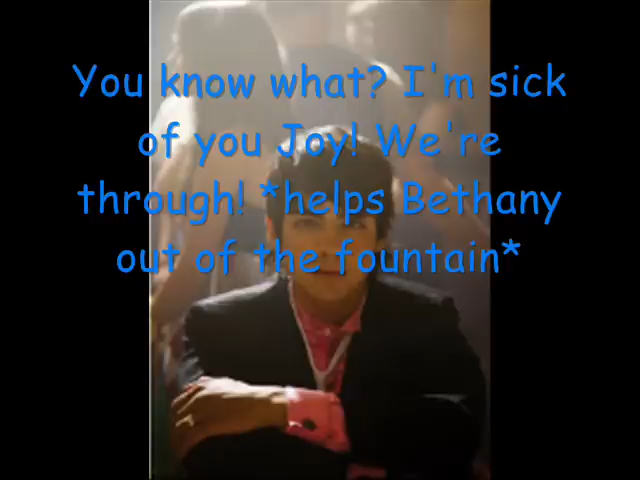 You know what? I'm sick
of you Joy! We're
through! *helps Bethany
out of the fountain*